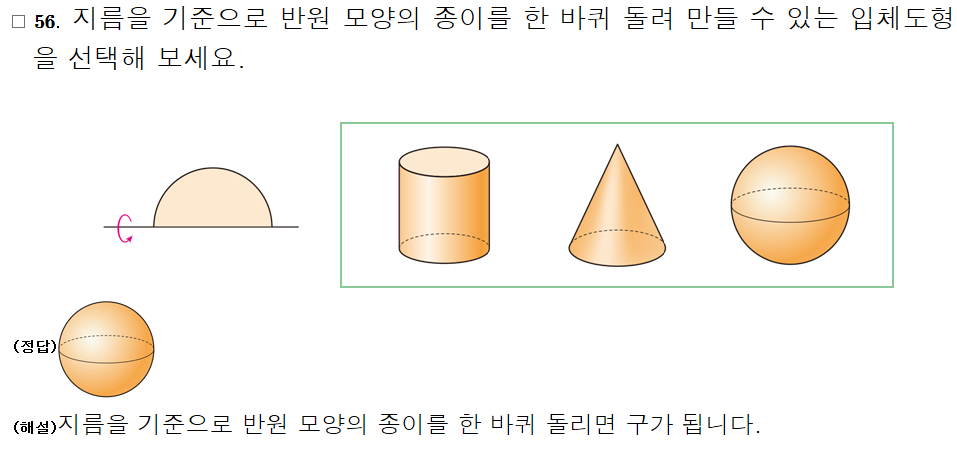 □ 56. 지름을 기준으로 반원 모양의 종이를 한 바퀴 돌려 만들 수 있는 입체도형
을 선택해 보세요.
(정답)
(해설)지름을 기준으로 반원 모양의 종이를 한 바퀴 돌리면 구가 됩니다.